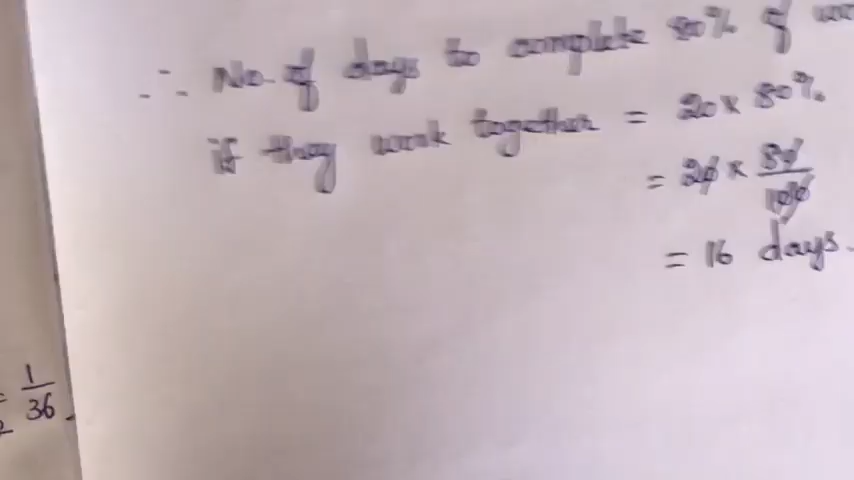 ∴ No. of days to complete 80% of
if they work together = 20 x 80%
= 20 x 80/100
= 16 days.
= 1/36
2